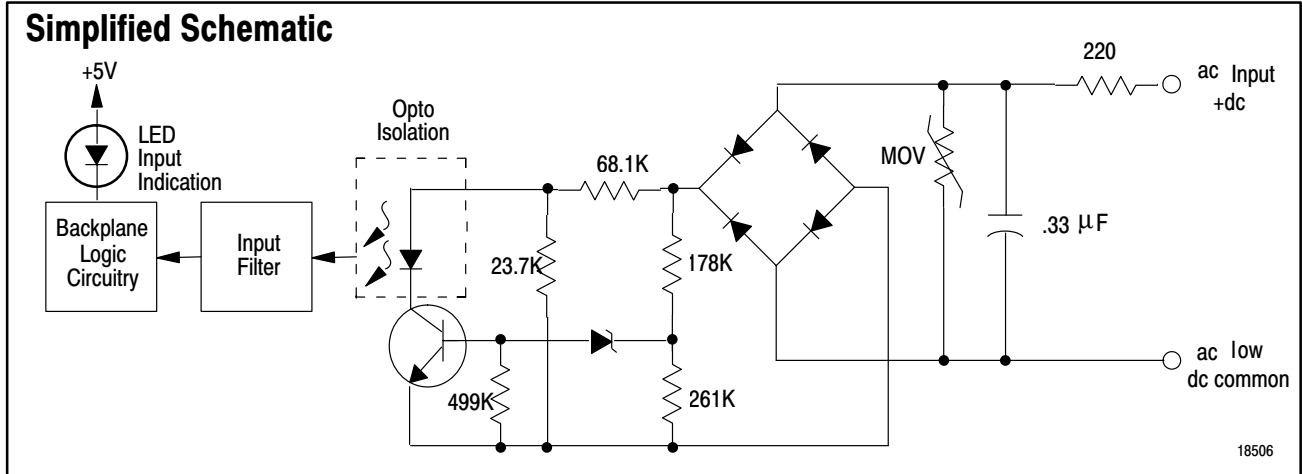 Simplified Schematic
+5V
LED
Input
Indication
Opto
Isolation
220
ac Input
+dc
68.1K
MOV
.33 µF
Backplane
Logic
Circuitry
Input
Filter
23.7K
178K
499K
261K
ac low
dc common
18506